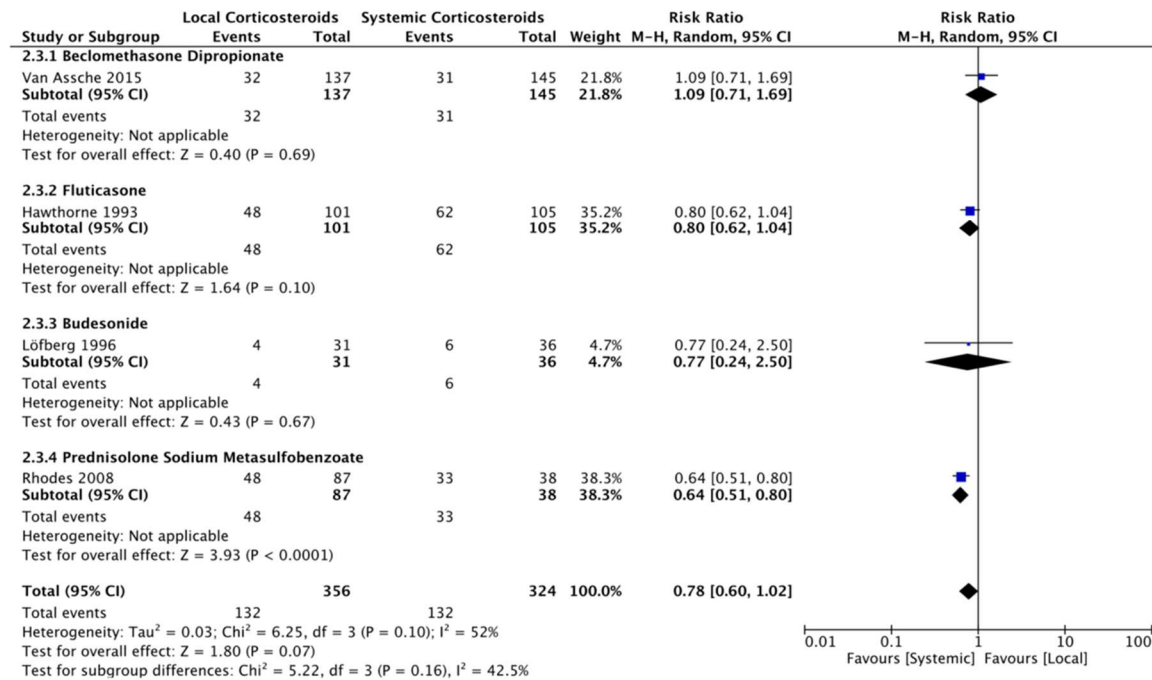 Local Corticosteroids Systemic Corticosteroids Risk Ratio Risk Ratio
Study or Subgroup Events Total Events Total Weight M-H, Random, 95% CI M-H, Random, 95% CI
2.3.1 Beclomethasone Dipropionate
Van Assche 2015 32 137 31 145 21.8% 1.09 [0.71, 1.69]
Subtotal (95% CI) 137 145 21.8% 1.09 [0.71, 1.69]
Total events 32 31
Heterogeneity: Not applicable
Test for overall effect: Z = 0.40 (P = 0.69)
2.3.2 Fluticasone
Hawthorne 1993 48 101 62 105 35.2% 0.80 [0.62, 1.04]
Subtotal (95% CI) 101 105 35.2% 0.80 [0.62, 1.04]
Total events 48 62
Heterogeneity: Not applicable
Test for overall effect: Z = 1.64 (P = 0.10)
2.3.3 Budesonide
Löfberg 1996 4 31 6 36 4.7% 0.77 [0.24, 2.50]
Subtotal (95% CI) 31 36 4.7% 0.77 [0.24, 2.50]
Total events 4 6
Heterogeneity: Not applicable
Test for overall effect: Z = 0.43 (P = 0.67)
2.3.4 Prednisolone Sodium Metasulfobenzoate
Rhodes 2008 48 87 33 38 38.3% 0.64 [0.51, 0.80]
Subtotal (95% CI) 87 38 38.3% 0.64 [0.51, 0.80]
Total events 48 33
Heterogeneity: Not applicable
Test for overall effect: Z = 3.93 (P < 0.0001)
Total (95% CI) 356 324 100.0% 0.78 [0.60, 1.02]
Total events 132 132
Heterogeneity: Tau² = 0.03; Chi² = 6.25, df = 3 (P = 0.10); I² = 52%
Test for overall effect: Z = 1.80 (P = 0.07)
Test for subgroup differences: Chi² = 5.22, df = 3 (P = 0.16), I² = 42.5%
0.01 0.1 1 10 100
Favours [Systemic] Favours [Local]